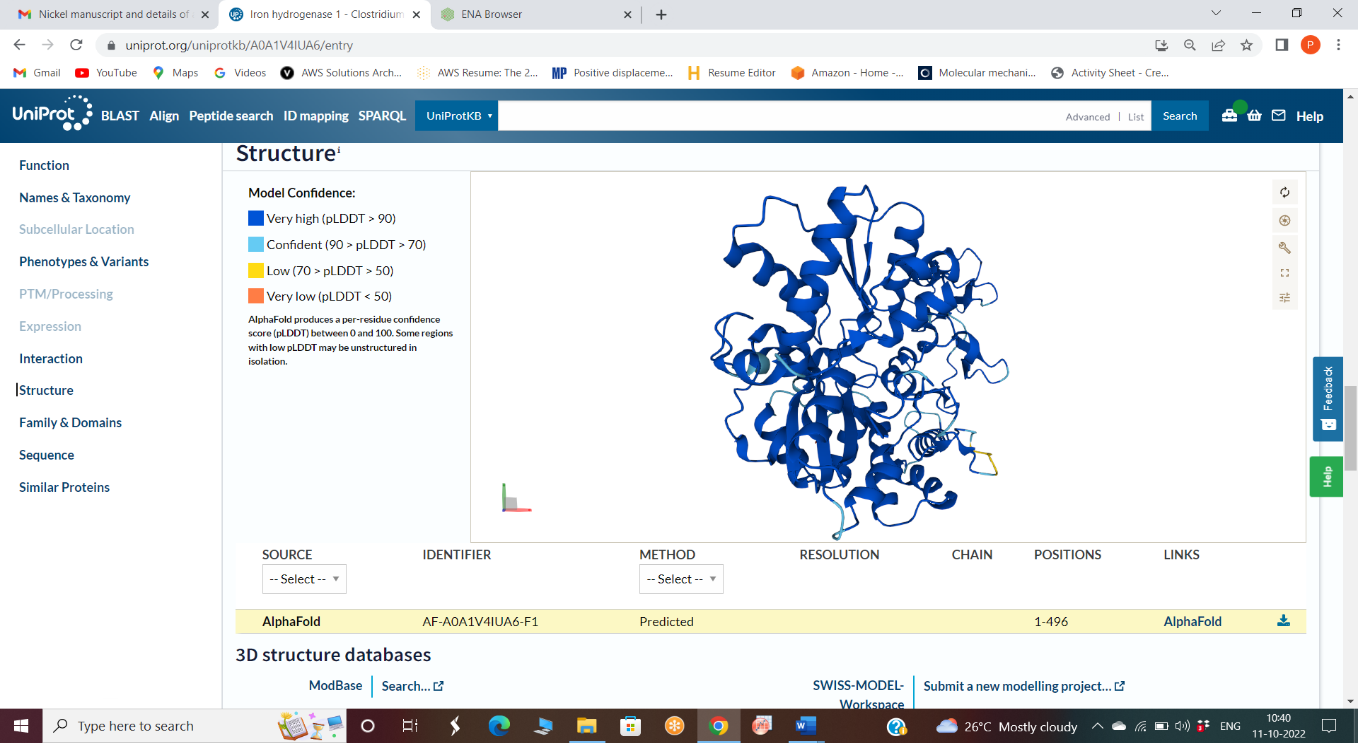 Nickel manuscript and details of
Iron hydrogenase 1 - Clostridium
ENA Browser
uniprot.org/uniprotkb/A0A1V4IUA6/entry
P
Gmail
YouTube
Maps
Videos
AWS Solutions Arch...
AWS Resume: The 2...
MP Positive displaceme...
Resume Editor
Amazon - Home -...
Molecular mechani...
Activity Sheet - Cre...
UniProt
BLAST Align Peptide search ID mapping SPARQL
UniProtKB
Advanced | List
Search
Help
Function
Names & Taxonomy
Subcellular Location
Phenotypes & Variants
PTM/Processing
Expression
Interaction
Structure
Family & Domains
Sequence
Similar Proteins
Structure i
Model Confidence:
Very high (pLDDT > 90)
Confident (90 > pLDDT > 70)
Low (70 > pLDDT > 50)
Very low (pLDDT < 50)
AlphaFold produces a per-residue confidence
score (pLDDT) between 0 and 100. Some regions
with low pLDDT may be unstructured in
isolation.
Feedback
Help
SOURCE IDENTIFIER METHOD RESOLUTION CHAIN POSITIONS LINKS
-- Select -- -- Select --
AlphaFold AF-A0A1V4IUA6-F1 Predicted 1-496 AlphaFold
3D structure databases
ModBase Search...
SWISS-MODEL-
Workspace
Submit a new modelling project...
Type here to search
26°C Mostly cloudy
ENG
10:40
11-10-2022